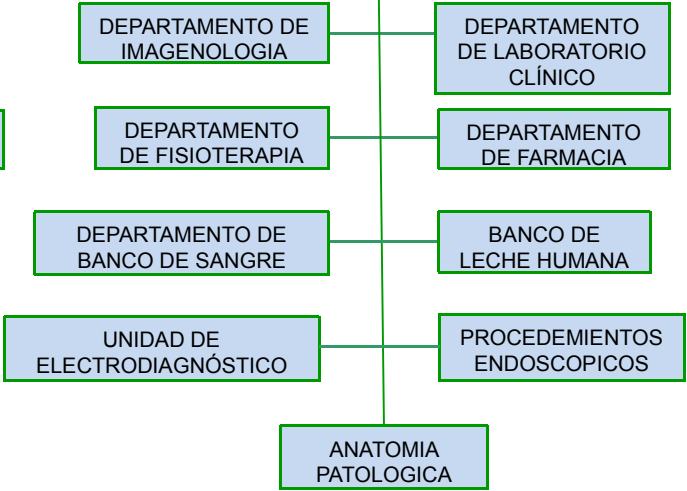 DEPARTAMENTO DE
IMAGENOLOGIA
DEPARTAMENTO
DE LABORATORIO
CLÍNICO
DEPARTAMENTO
DE FISIOTERAPIA
DEPARTAMENTO
DE FARMACIA
DEPARTAMENTO DE
BANCO DE SANGRE
BANCO DE
LECHE HUMANA
UNIDAD DE
ELECTRODIAGNÓSTICO
PROCEDEMIENTOS
ENDOSCOPICOS
ANATOMIA
PATOLOGICA